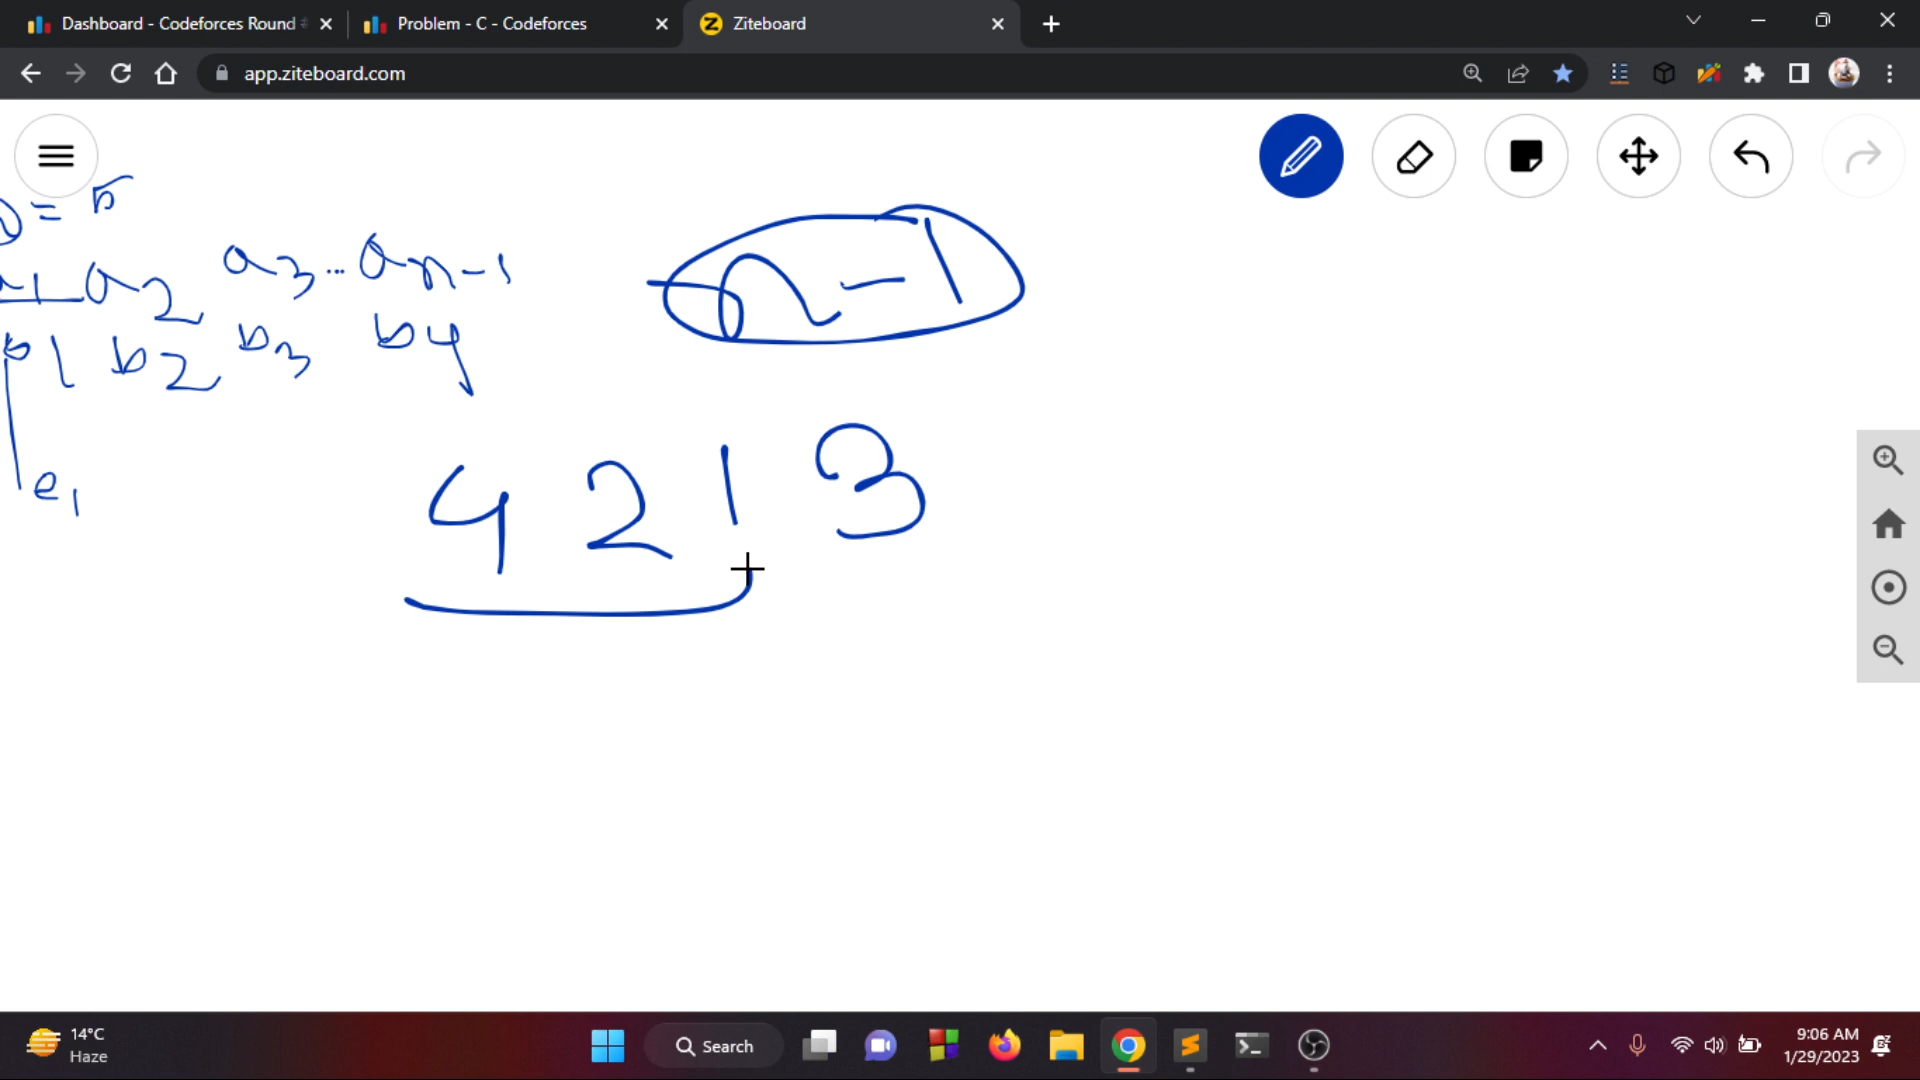 Dashboard - Codeforces Round
Problem - C - Codeforces
Ziteboard
app.ziteboard.com
= 5
a2 a3...an-1
b1 b2 b3 b4
e1
n-1
4 2 1 3
14°C
Haze
Search
9:06 AM
1/29/2023